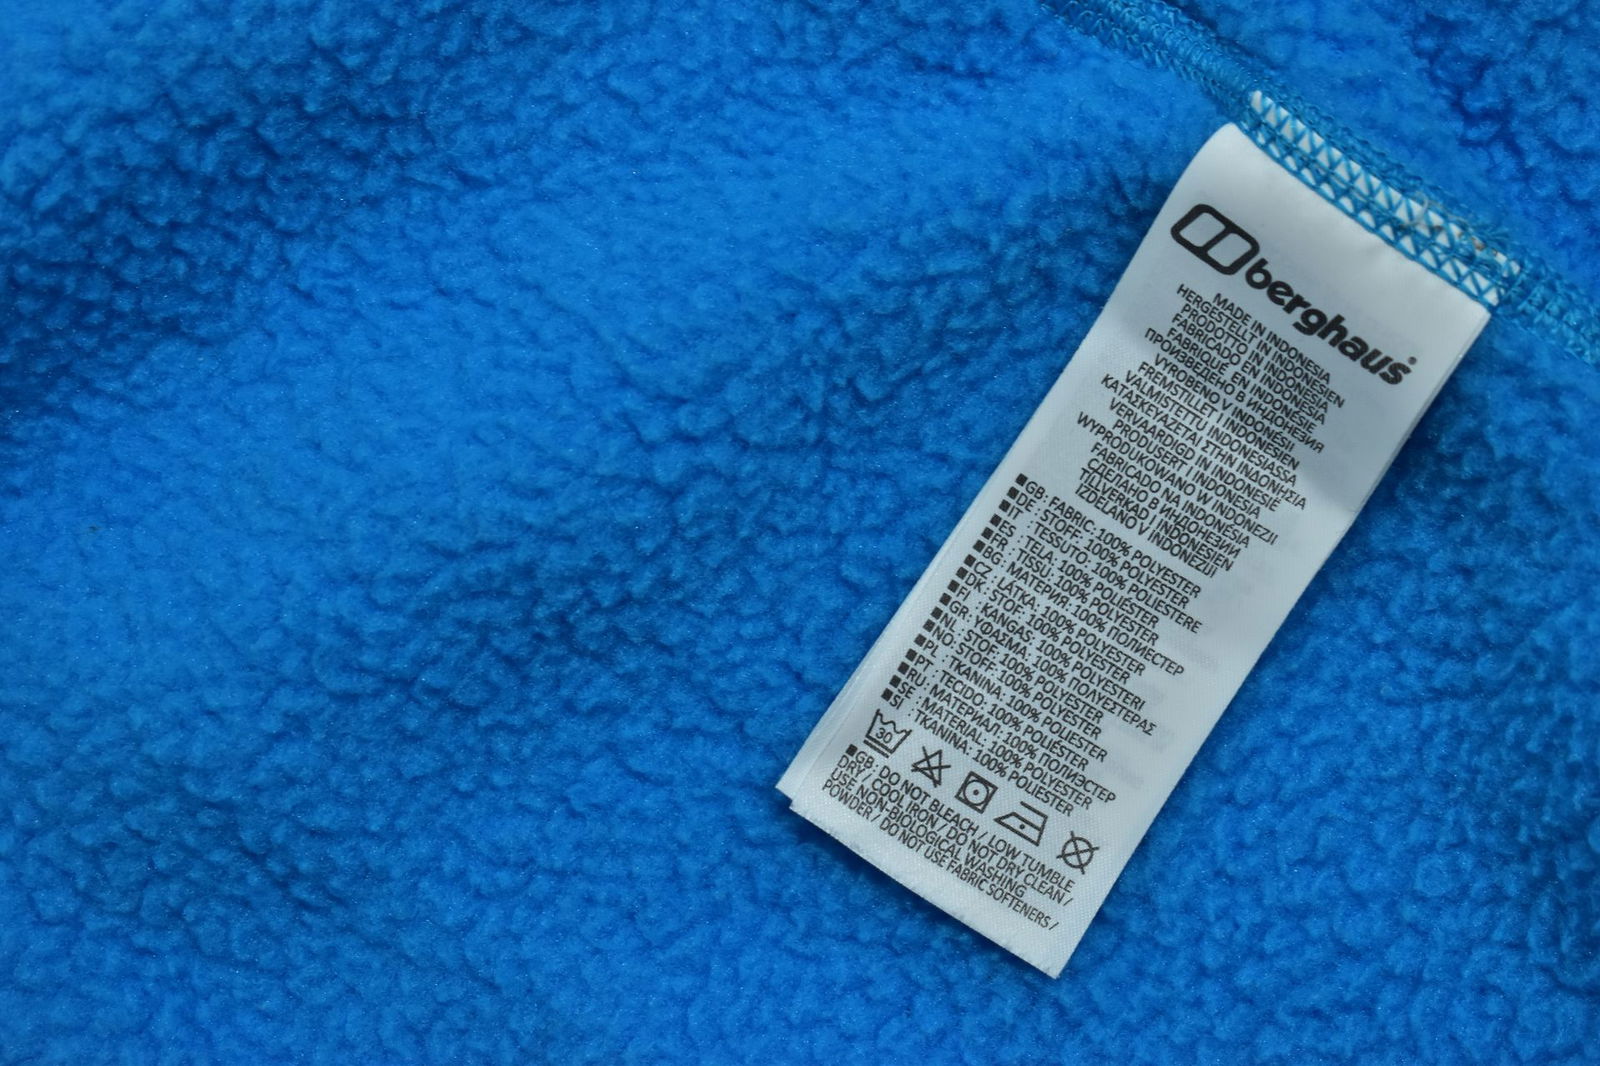 berghaus
MADE IN INDONESIA
HERGESTELLT IN INDONESIEN
PRODOTTO IN INDONESIA
FABRICADO EN INDONESIA
FABRIQUÉ EN INDONÉSIE
ПРОИЗВЕДЕНО В ИНДОНЕЗИЯ
VYROBENO V INDONÉSII
FREMSTILLET I INDONESIEN
VALMISTETTU INDONESIASSA
ΚΑΤΑΣΚΕΥΑΖΕΤΑΙ ΣΤΗΝ ΙΝΔΟΝΗΣΙΑ
VERVAARDIGD IN INDONESIË
PRODUSERT I INDONESIA
WYPRODUKOWANO W INDONEZJI
FABRICADO NA INDONESIA
СДЕЛАНО В ИНДОНЕЗИИ
TILLVERKAD I INDONESIEN
IZDELANO V INDONEZIJI
GB: FABRIC: 100% POLYESTER
DE : STOFF: 100% POLYESTER
IT : TESSUTO: 100% POLIESTERE
ES : TELA: 100% POLIÉSTER
FR : TISSU: 100% POLYESTER
BG : МАТЕРИЯ: 100% ПОЛИЕСТЕР
CZ : LÁTKA: 100% POLYESTER
DK : STOF: 100% POLYESTER
FI : KANGAS: 100% POLYESTERI
GR : ΥΦΑΣΜΑ: 100% ΠΟΛΥΕΣΤΕΡΑΣ
NL : STOF: 100% POLYESTER
NO: STOFF: 100% POLYESTER
PL : TKANINA: 100% POLIESTER
PT : TECIDO: 100% POLIÉSTER
RU : МАТЕРИАЛ: 100% ПОЛИЭСТЕР
SE : MATERIAL: 100% POLYESTER
SI : TKANINA: 100% POLIESTER
30
GB : DO NOT BLEACH / LOW TUMBLE
DRY / COOL IRON / DO NOT DRY CLEAN /
USE NON-BIOLOGICAL WASHING
POWDER / DO NOT USE FABRIC SOFTENERS /